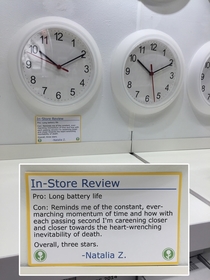 In-Store Review
Pro: Long battery life
Con: Reminds me of the constant, ever-
marching momentum of time and how with
each passing second I'm careening closer
and closer towards the heart-wrenching
inevitability of death.
Overall, three stars.
-Natalia Z.